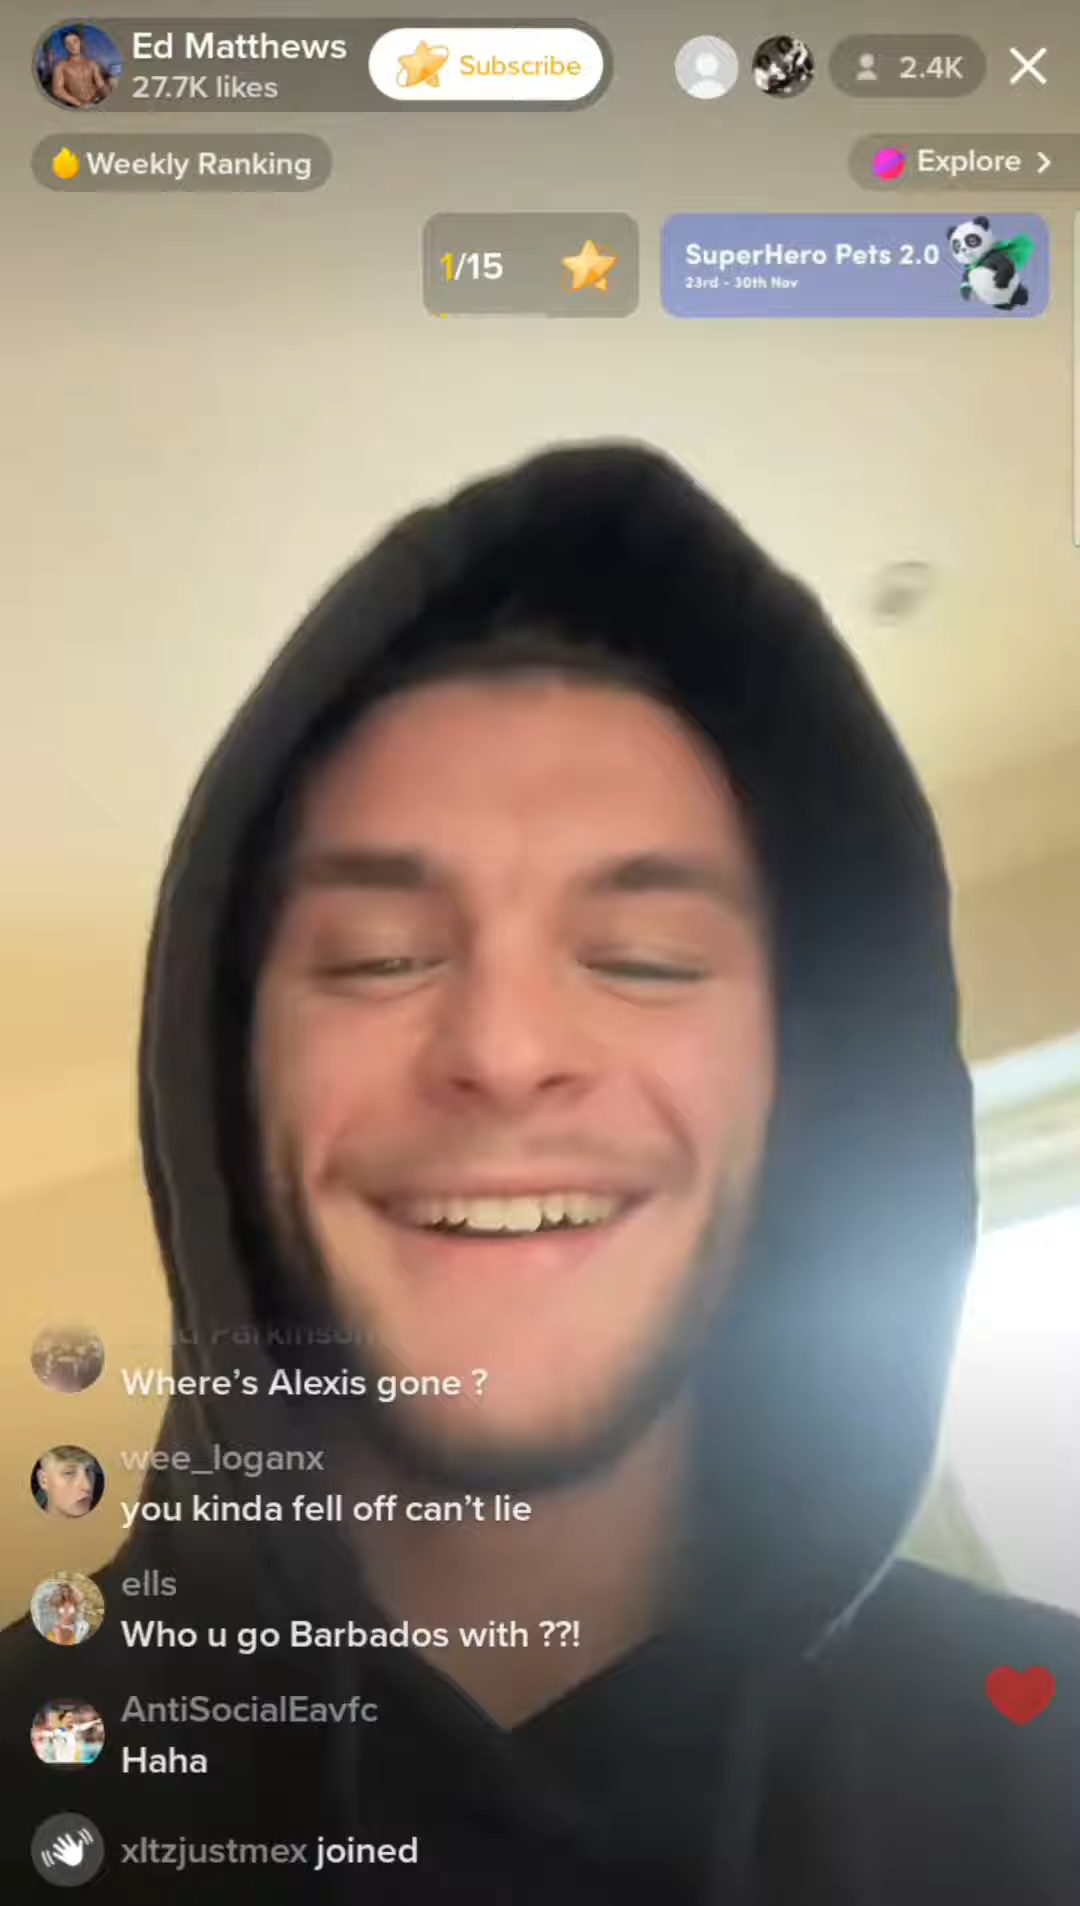 Ed Matthews
27.7K likes
Subscribe
2.4K
Weekly Ranking
Explore
1/15
SuperHero Pets 2.0
23rd - 30th Nov
Parkinson
Where’s Alexis gone ?
wee_loganx
you kinda fell off can’t lie
ells
Who u go Barbados with ??!
AntiSocialEavfc
Haha
xltzjustmex joined